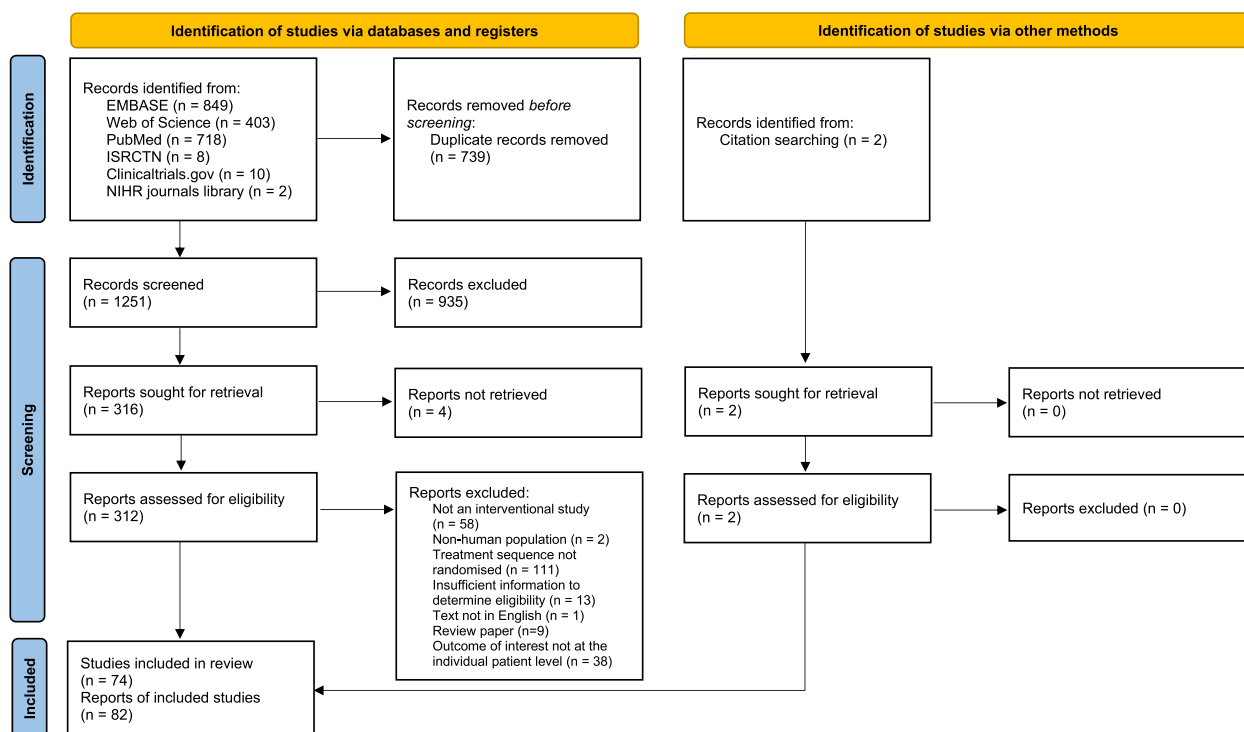 Identification of studies via databases and registers
Identification of studies via other methods
Identification
Records identified from:
EMBASE (n = 849)
Web of Science (n = 403)
PubMed (n = 718)
ISRCTN (n = 8)
Clinicaltrials.gov (n = 10)
NIHR journals library (n = 2)
Records removed before
screening:
Duplicate records removed
(n = 739)
Records identified from:
Citation searching (n = 2)
Screening
Records screened
(n = 1251)
Records excluded
(n = 935)
Reports sought for retrieval
(n = 316)
Reports not retrieved
(n = 4)
Reports sought for retrieval
(n = 2)
Reports not retrieved
(n = 0)
Reports assessed for eligibility
(n = 312)
Reports excluded:
Not an interventional study
(n = 58)
Non-human population (n = 2)
Treatment sequence not
randomised (n = 111)
Insufficient information to
determine eligibility (n = 13)
Text not in English (n = 1)
Review paper (n=9)
Outcome of interest not at the
individual patient level (n = 38)
Reports assessed for eligibility
(n = 2)
Reports excluded (n = 0)
Included
Studies included in review
(n = 74)
Reports of included studies
(n = 82)